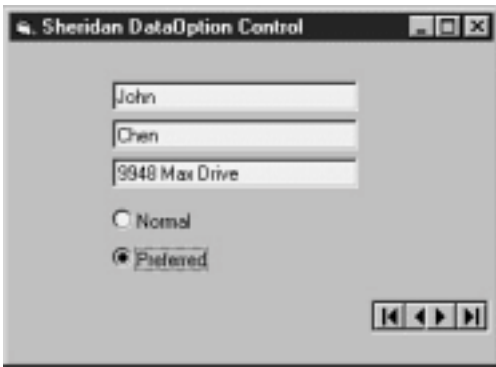 Sheridan DataOption Control
John
Chen
9948 Max Drive
Normal
Preferred